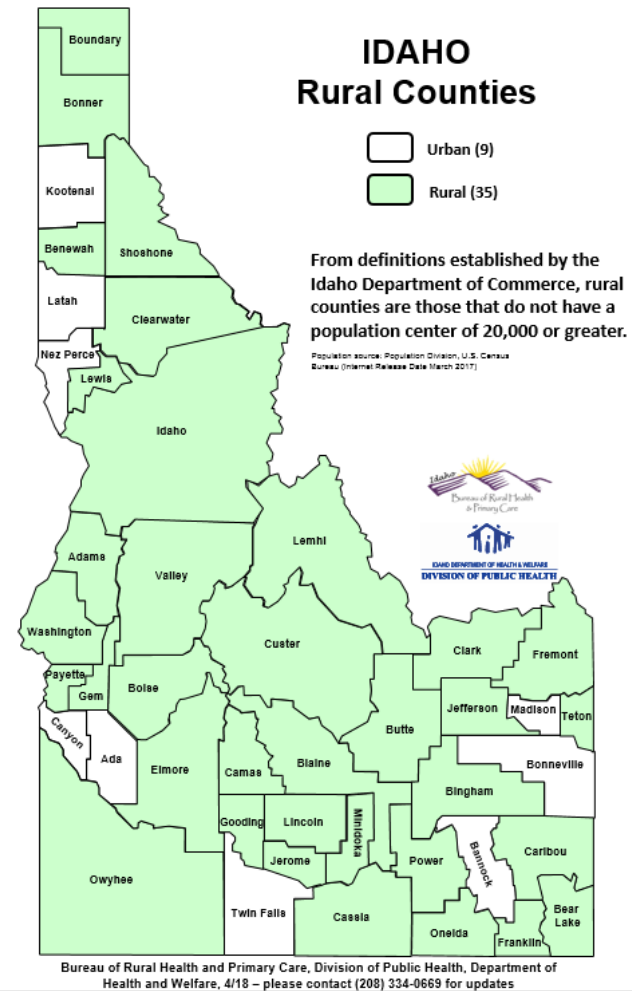 IDAHO
Rural Counties
Urban (9)
Rural (35)
From definitions established by the
Idaho Department of Commerce, rural
counties are those that do not have a
population center of 20,000 or greater.
Population source: Population Division, U.S. Census
Bureau (Internet Release Date March 2017)
Boundary
Bonner
Kootenai
Benewah
Shoshone
Latah
Clearwater
Nez Perce
Lewis
Idaho
Idaho
Bureau of Rural Health
& Primary Care
IDAHO DEPARTMENT OF HEALTH & WELFARE
DIVISION OF PUBLIC HEALTH
Lemhi
Adams
Valley
Washington
Custer
Clark
Fremont
Payette
Gem
Boise
Jefferson
Madison
Teton
Canyon
Ada
Elmore
Camas
Blaine
Butte
Bonneville
Bingham
Gooding
Lincoln
Minidoka
Jerome
Power
Bannock
Caribou
Owyhee
Twin Falls
Cassia
Oneida
Franklin
Bear
Lake
Bureau of Rural Health and Primary Care, Division of Public Health, Department of
Health and Welfare, 4/18 – please contact (208) 334-0669 for updates